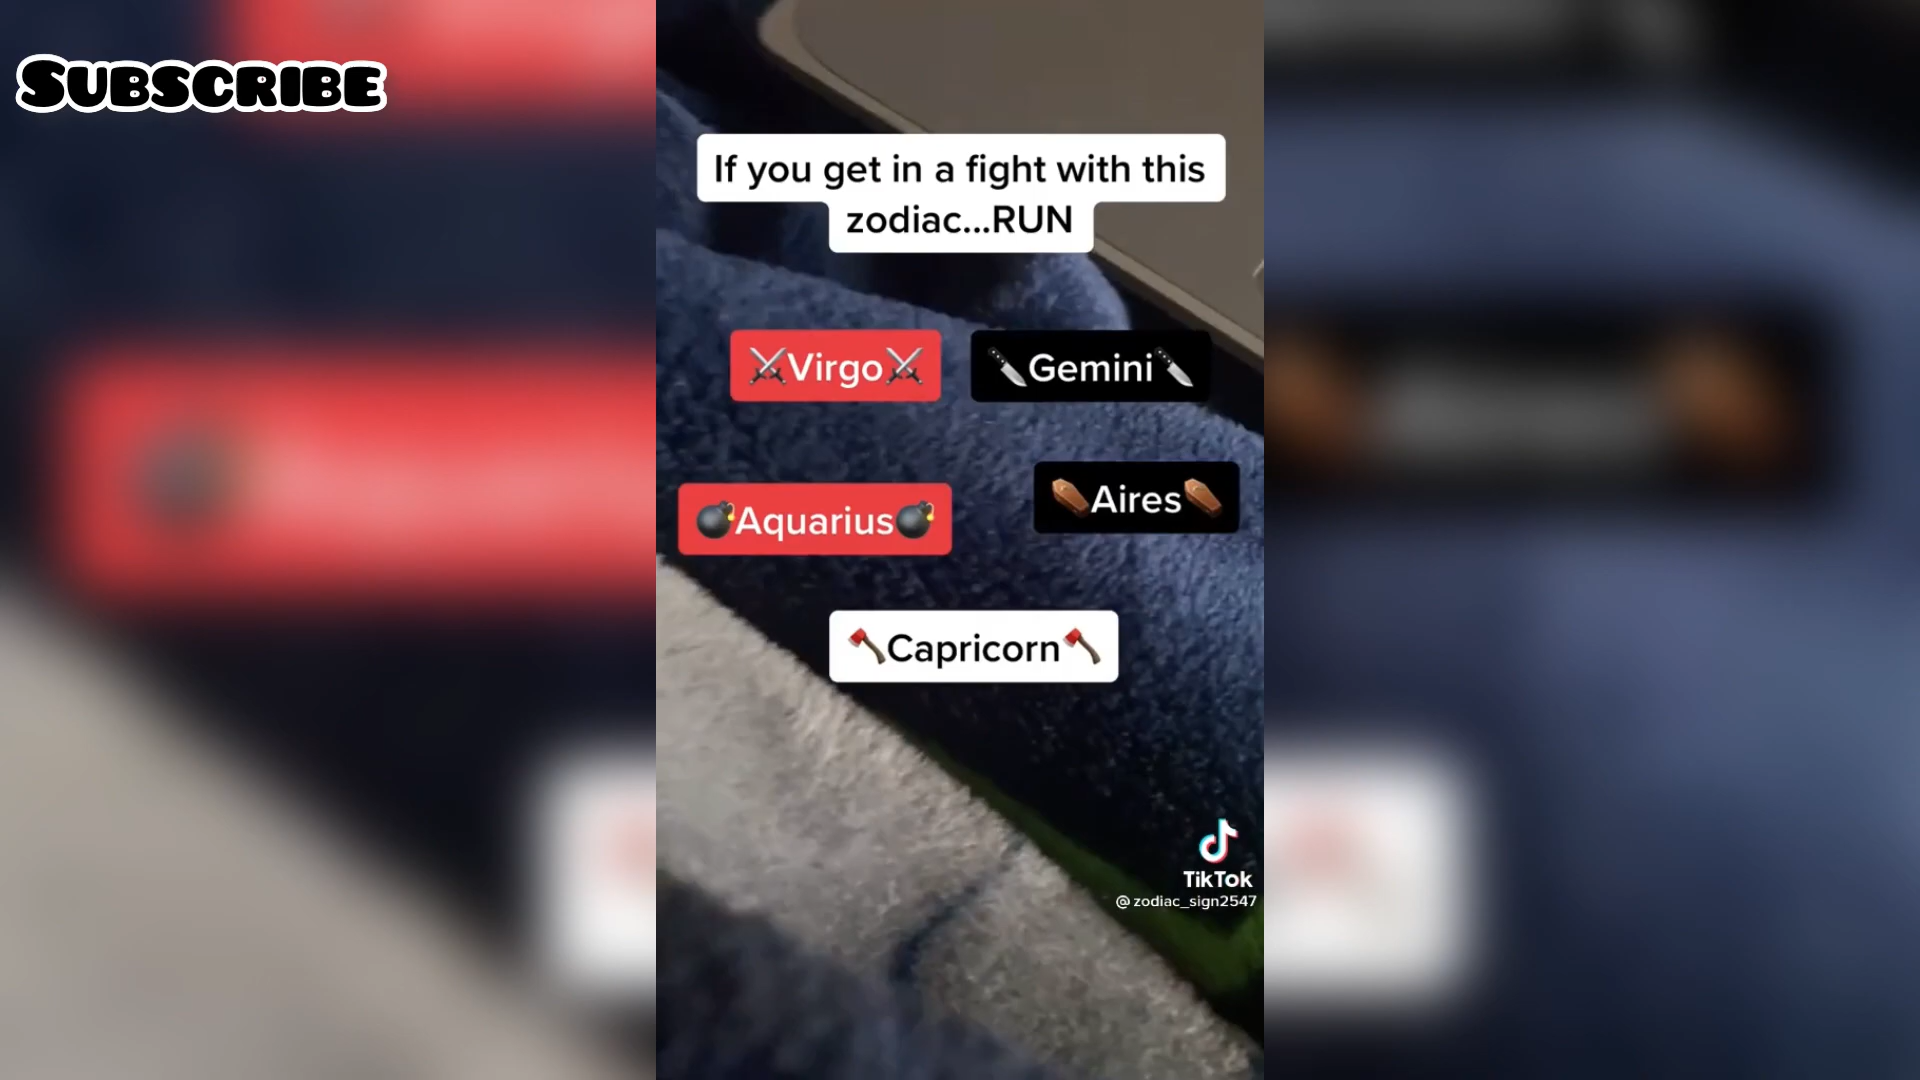 SUBSCRIBE
If you get in a fight with this
zodiac...RUN
⚔Virgo⚔
🔪Gemini🔪
💣Aquarius💣
⚰Aires⚰
🪓Capricorn🪓
TikTok
@zodiac_sign2547